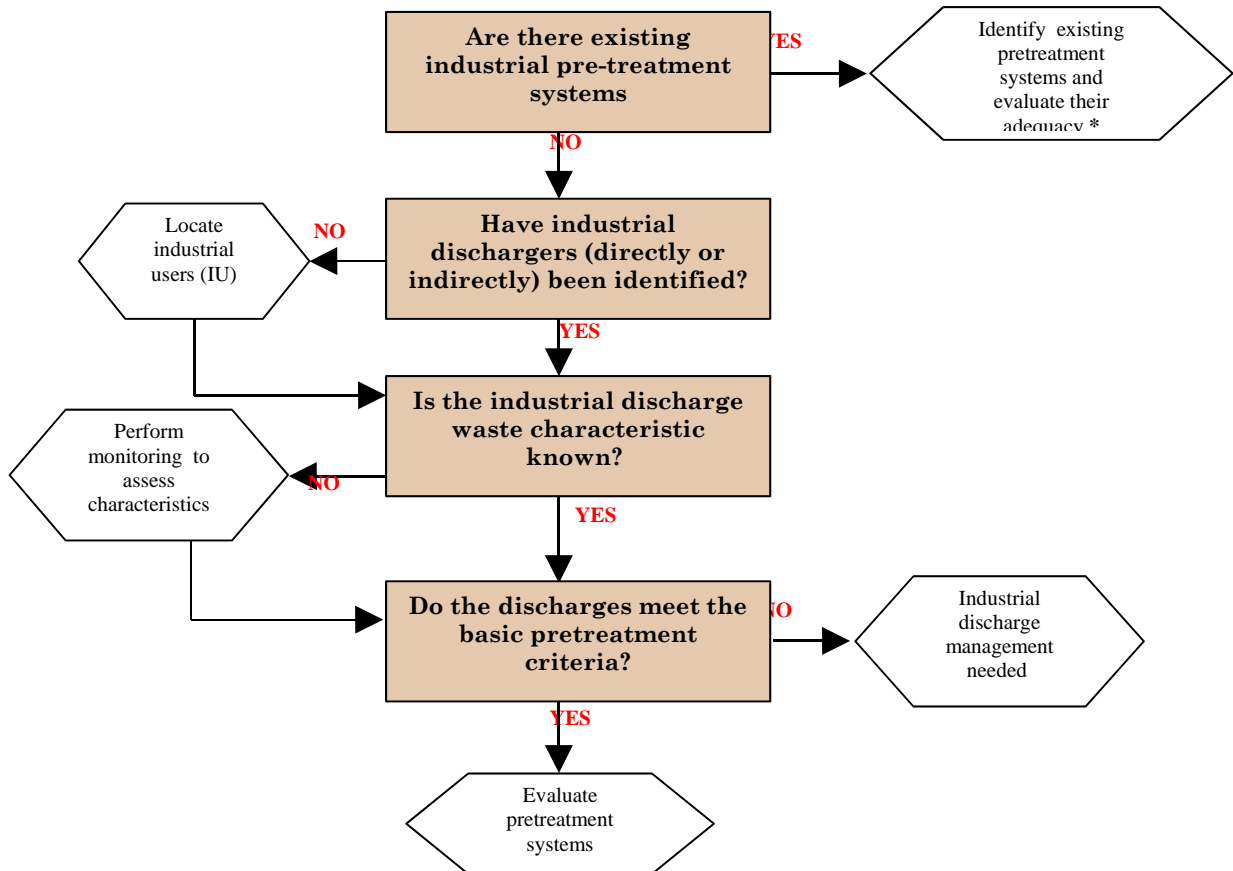 Are there existing
industrial pre-treatment
systems
YES
Identify existing
pretreatment
systems and
evaluate their
adequacy *
NO
Have industrial
dischargers (directly or
indirectly) been identified?
NO
Locate
industrial
users (IU)
YES
Is the industrial discharge
waste characteristic
known?
NO
Perform
monitoring to
assess
characteristics
YES
Do the discharges meet the
basic pretreatment
criteria?
NO
Industrial
discharge
management
needed
YES
Evaluate
pretreatment
systems